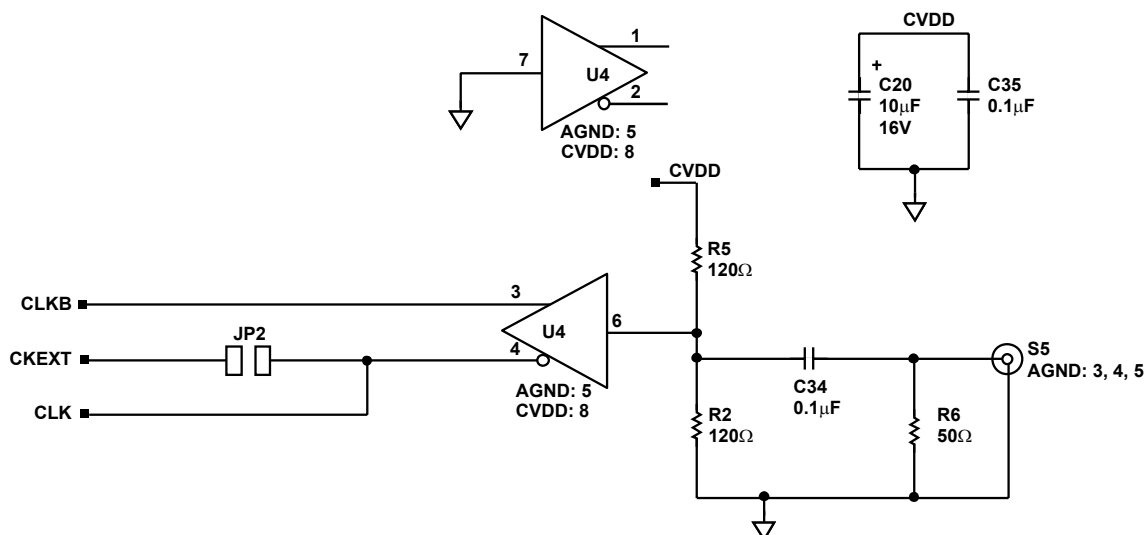 CVDD
1
7
U4
2
AGND: 5
CVDD: 8
+
C20
10μF
16V
C35
0.1μF
CVDD
R5
120Ω
CLKB
3
U4
6
JP2
CKEXT
4
S5
AGND: 3, 4, 5
CLK
AGND: 5
CVDD: 8
C34
0.1μF
R2
120Ω
R6
50Ω